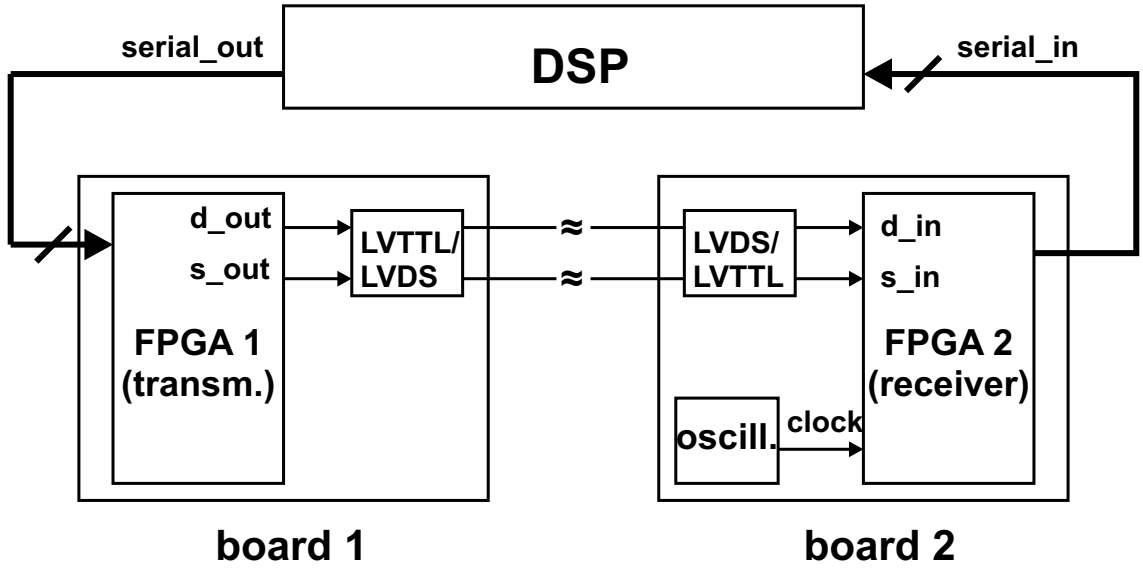 serial_out
DSP
serial_in
d_out
s_out
LVTTL/
LVDS
≈
≈
LVDS/
LVTTL
d_in
s_in
FPGA 1
(transm.)
FPGA 2
(receiver)
oscill.
clock
board 1
board 2